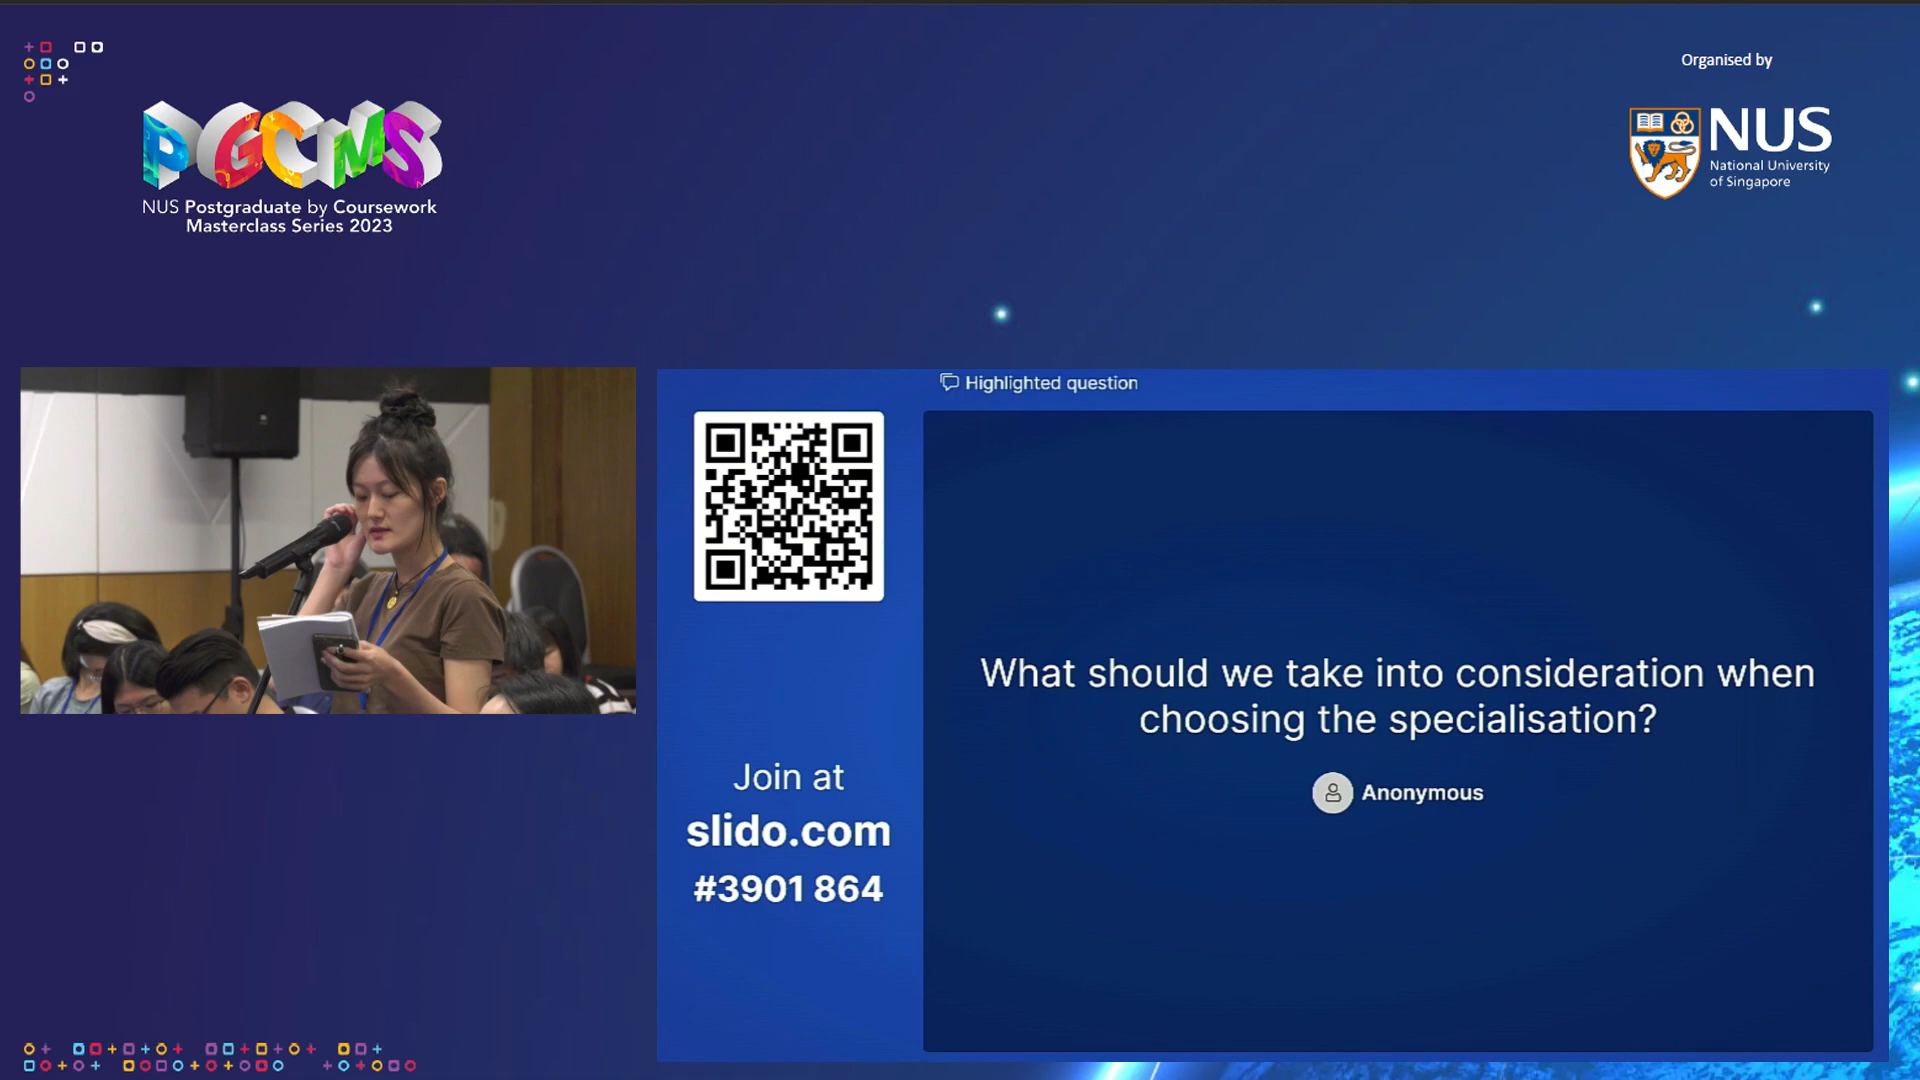 Organised by
PGCMS
NUS Postgraduate by Coursework
Masterclass Series 2023
NUS
National University
of Singapore
Highlighted question
What should we take into consideration when
choosing the specialisation?
Anonymous
Join at
slido.com
#3901 864